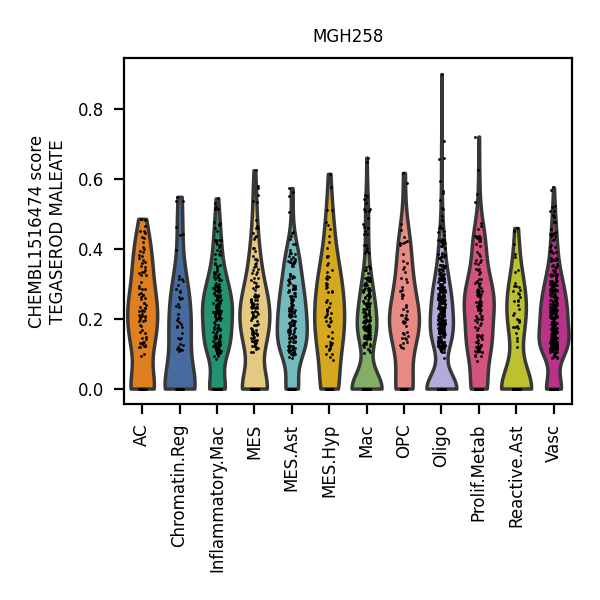 MGH258
CHEMBL1516474 score
TEGASEROD MALEATE
0.8
0.6
0.4
0.2
0.0
AC
Chromatin.Reg
Inflammatory.Mac
MES
MES.Ast
MES.Hyp
Mac
OPC
Oligo
Prolif.Metab
Reactive.Ast
Vasc